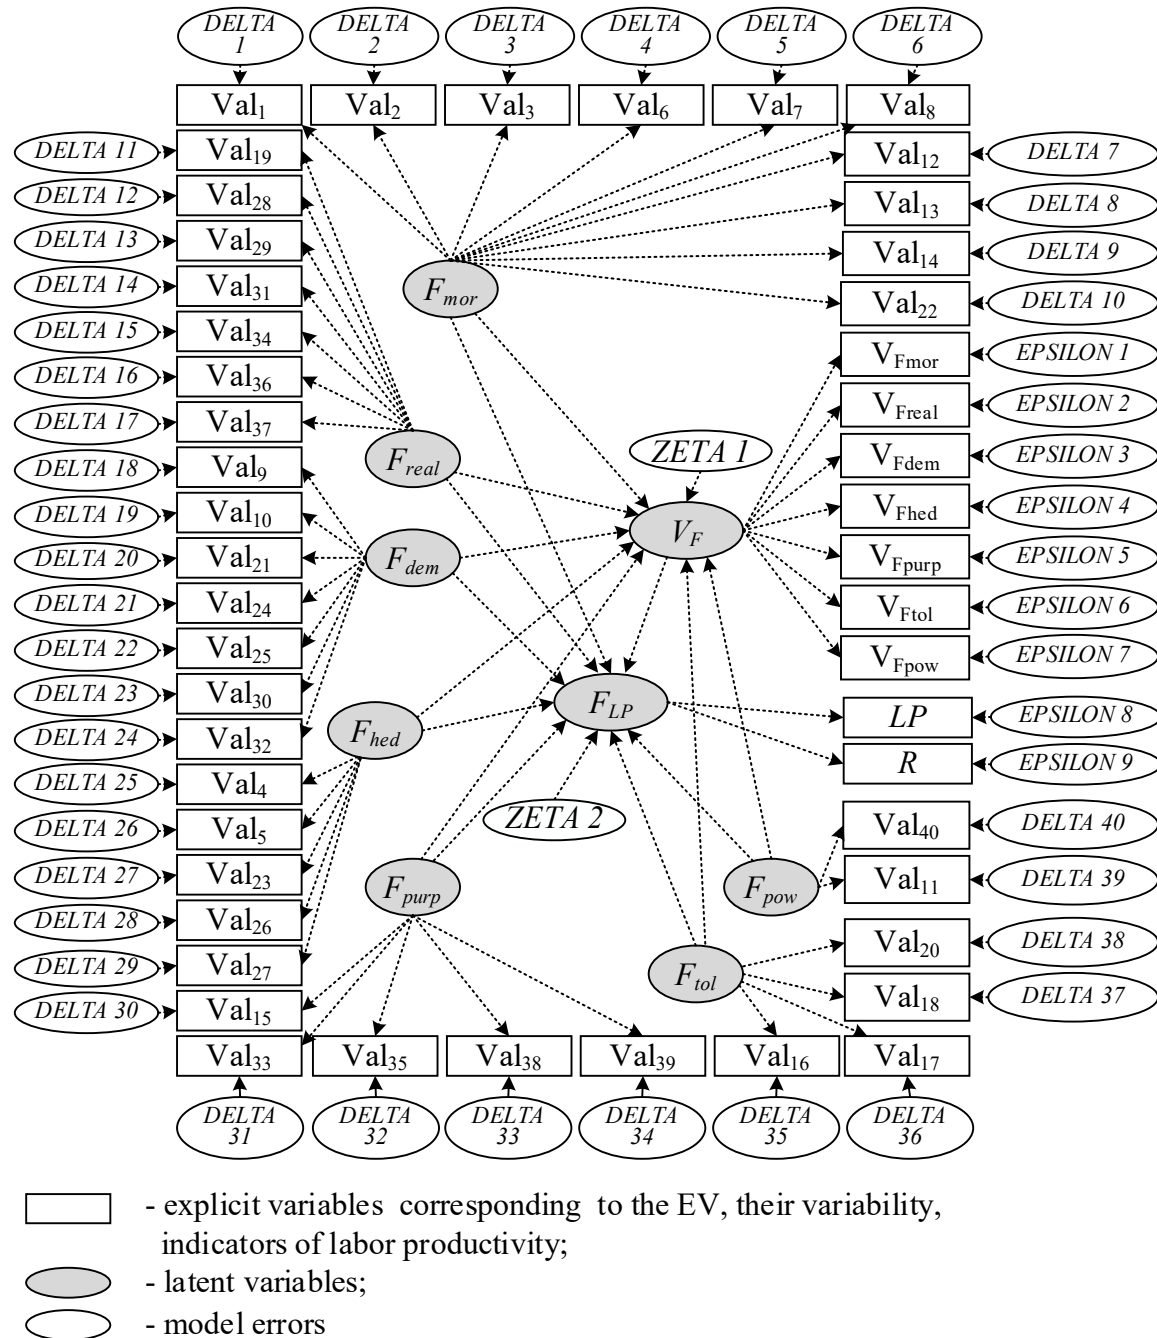 DELTA
1
DELTA
2
DELTA
3
DELTA
4
DELTA
5
DELTA
6
Val1
Val2
Val3
Val6
Val7
Val8
DELTA 11
Val19
Val12
DELTA 7
DELTA 12
Val28
Val13
DELTA 8
DELTA 13
Val29
Val14
DELTA 9
DELTA 14
Val31
Fmor
Val22
DELTA 10
DELTA 15
Val34
VFmor
EPSILON 1
DELTA 16
Val36
VFreal
EPSILON 2
DELTA 17
Val37
Freal
ZETA 1
VFdem
EPSILON 3
DELTA 18
Val9
DELTA 19
Val10
VF
VFhed
EPSILON 4
DELTA 20
Val21
Fdem
VFpurp
EPSILON 5
DELTA 21
Val24
VFtol
EPSILON 6
DELTA 22
Val25
VFpow
EPSILON 7
DELTA 23
Val30
FLP
LP
EPSILON 8
DELTA 24
Val32
Fhed
R
EPSILON 9
DELTA 25
Val4
DELTA 26
Val5
ZETA 2
Val40
DELTA 40
DELTA 27
Val23
Fpurp
Fpow
Val11
DELTA 39
DELTA 28
Val26
Val20
DELTA 38
DELTA 29
Val27
Ftol
DELTA 30
Val15
Val18
DELTA 37
Val33
Val35
Val38
Val39
Val16
Val17
DELTA
31
DELTA
32
DELTA
33
DELTA
34
DELTA
35
DELTA
36
- explicit variables corresponding to the EV, their variability,
indicators of labor productivity;
- latent variables;
- model errors